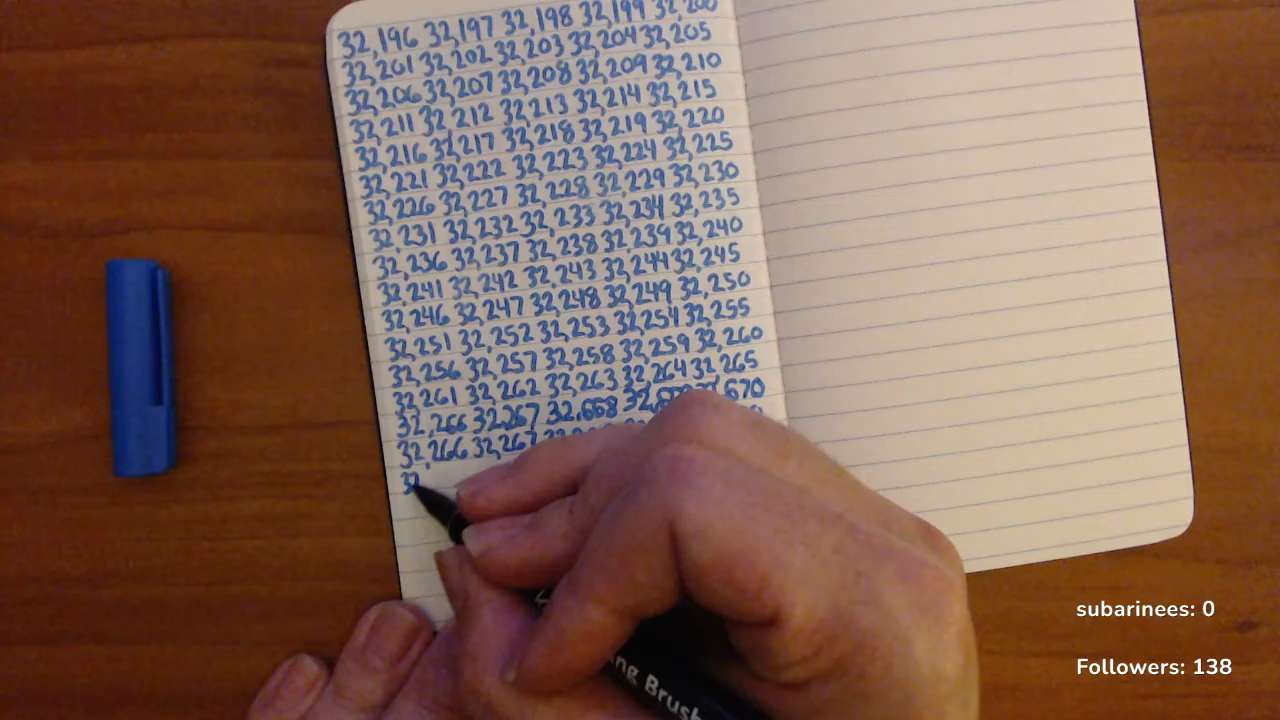 32,196 32,197 32,198 32,199 32,200
32,201 32,202 32,203 32,204 32,205
32,206 32,207 32,208 32,209 32,210
32,211 32,212 32,213 32,214 32,215
32,216 32,217 32,218 32,219 32,220
32,221 32,222 32,223 32,224 32,225
32,226 32,227 32,228 32,229 32,230
32,231 32,232 32,233 32,234 32,235
32,236 32,237 32,238 32,239 32,240
32,241 32,242 32,243 32,244 32,245
32,246 32,247 32,248 32,249 32,250
32,251 32,252 32,253 32,254 32,255
32,256 32,257 32,258 32,259 32,260
32,261 32,262 32,263 32,264 32,265
32,266 32,267 32,668
32,266 32,267
32
subarinees: 0
Followers: 138